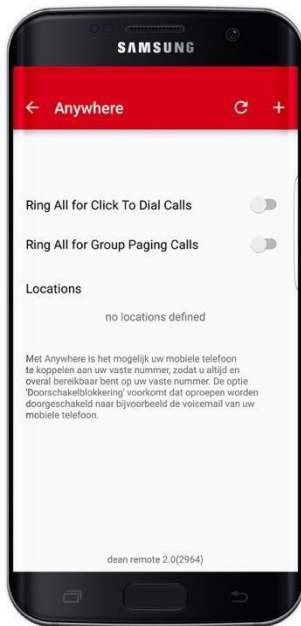 SAMSUNG
Anywhere
Ring All for Click To Dial Calls
Ring All for Group Paging Calls
Locations
no locations defined
Met Anywhere is het mogelijk uw mobiele telefoon
te koppelen aan uw vaste nummer, zodat u altijd en
overal bereikbaar bent op uw vaste nummer. De optie
'Doorschakelblokkering' voorkomt dat oproepen worden
doorgeschakeld naar bijvoorbeeld de voicemail van uw
mobiele telefoon.
dean remote 2.0(2964)